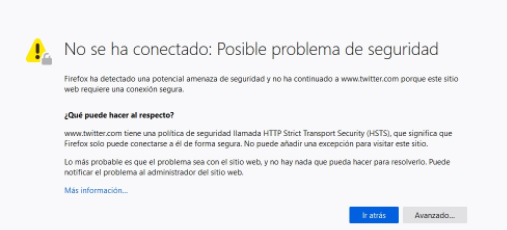 No se ha conectado: Posible problema de seguridad
Firefox ha detectado una potencial amenaza de seguridad y no ha continuado a www.twitter.com porque este sitio
web requiere una conexión segura.
¿Qué puede hacer al respecto?
www.twitter.com tiene una política de seguridad llamada HTTP Strict Transport Security (HSTS), que significa que
Firefox solo puede conectarse a él de forma segura. No puede añadir una excepción para visitar este sitio.
Lo más probable es que el problema sea con el sitio web, y no hay nada que pueda hacer para resolverlo. Puede
notificar el problema al administrador del sitio web.
Más información...
Ir atrás Avanzado...